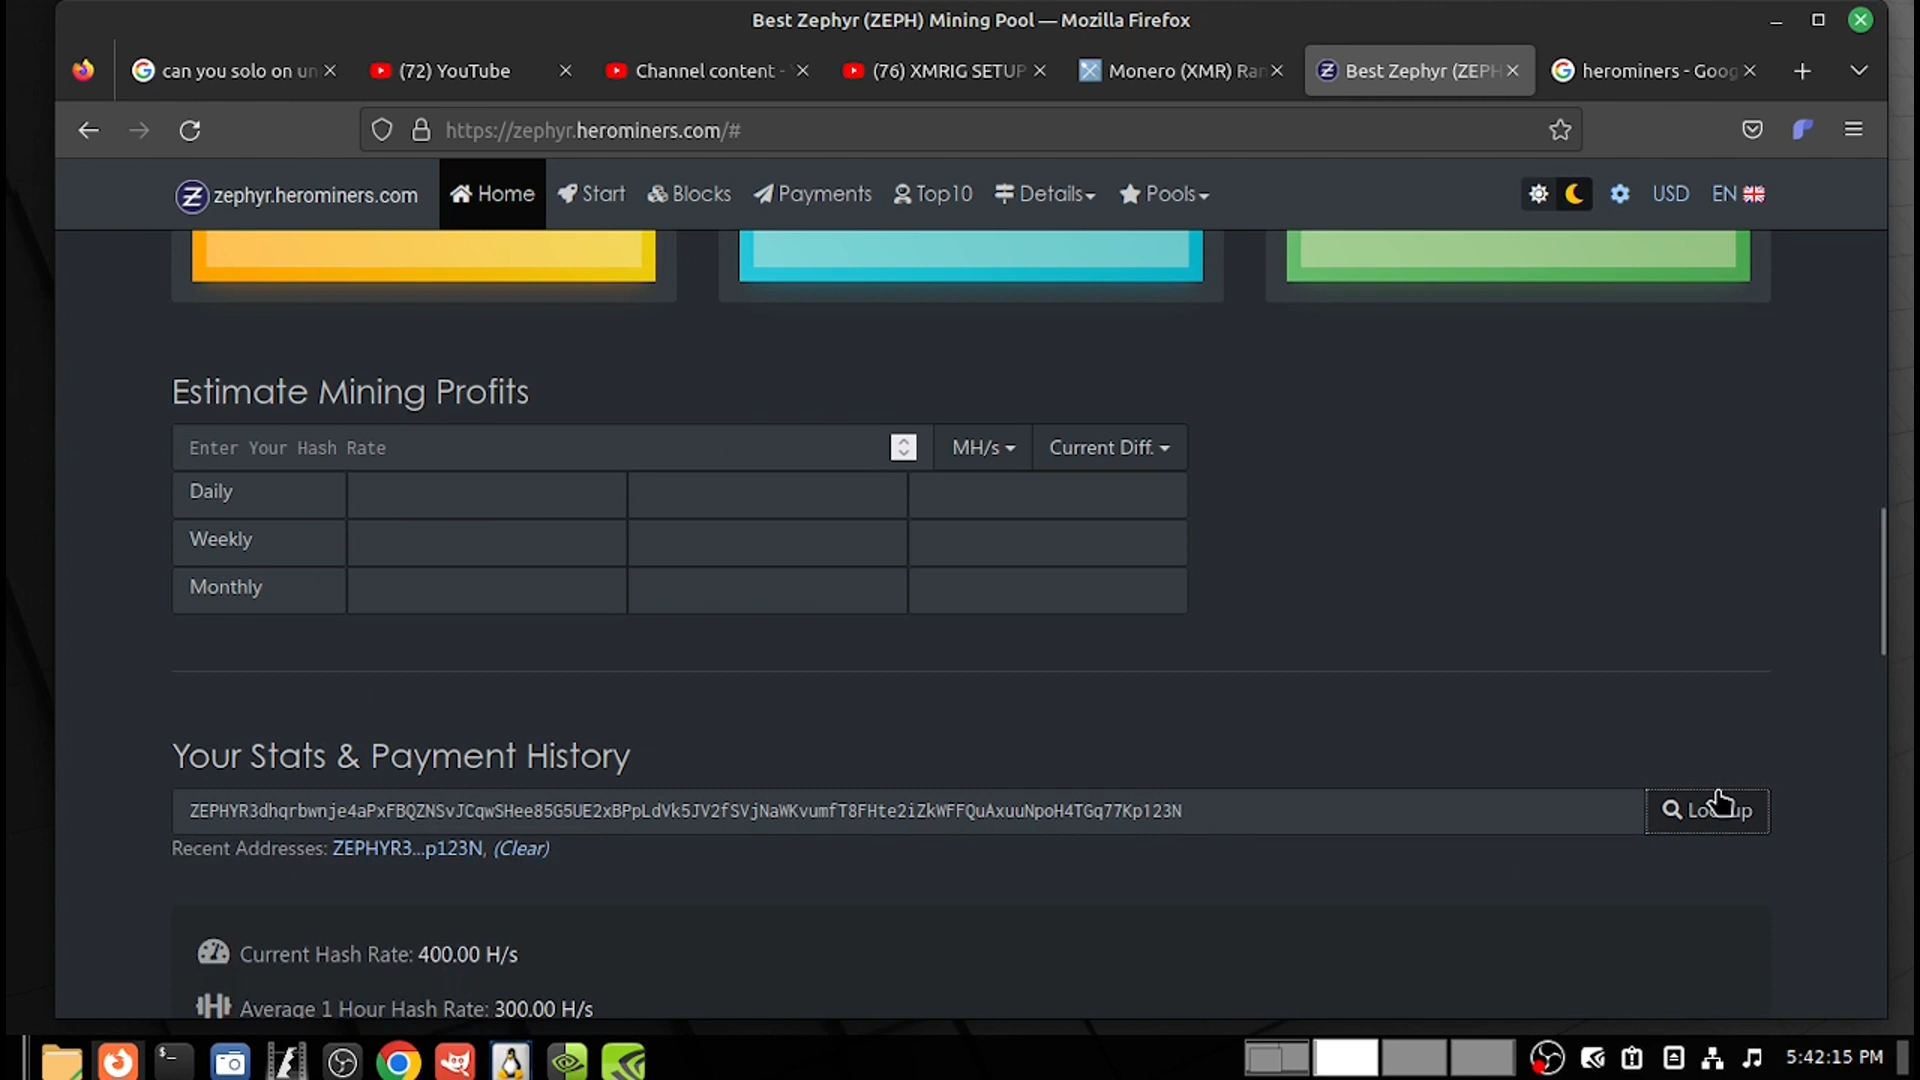 Best Zephyr (ZEPH) Mining Pool — Mozilla Firefox
can you solo on un
(72) YouTube
Channel content -
(76) XMRIG SETUP
Monero (XMR) Ran
Best Zephyr (ZEPH
herominers - Goog
https://zephyr.herominers.com/#
zephyr.herominers.com
Home
Start
Blocks
Payments
Top10
Details
Pools
USD
EN
Estimate Mining Profits
Enter Your Hash Rate
MH/s
Current Diff.
Daily
Weekly
Monthly
Your Stats & Payment History
ZEPHYR3dhqrbwnje4aPxFBQZNSvJCqwSHee85G5UE2xBPpLdVk5JV2fSVjNaWKvumfT8FHte2iZkWFFQuAxuuNpoH4TGq77Kp123N
Lookup
Recent Addresses: ZEPHYR3...p123N, (Clear)
Current Hash Rate: 400.00 H/s
Average 1 Hour Hash Rate: 300.00 H/s
5:42:15 PM